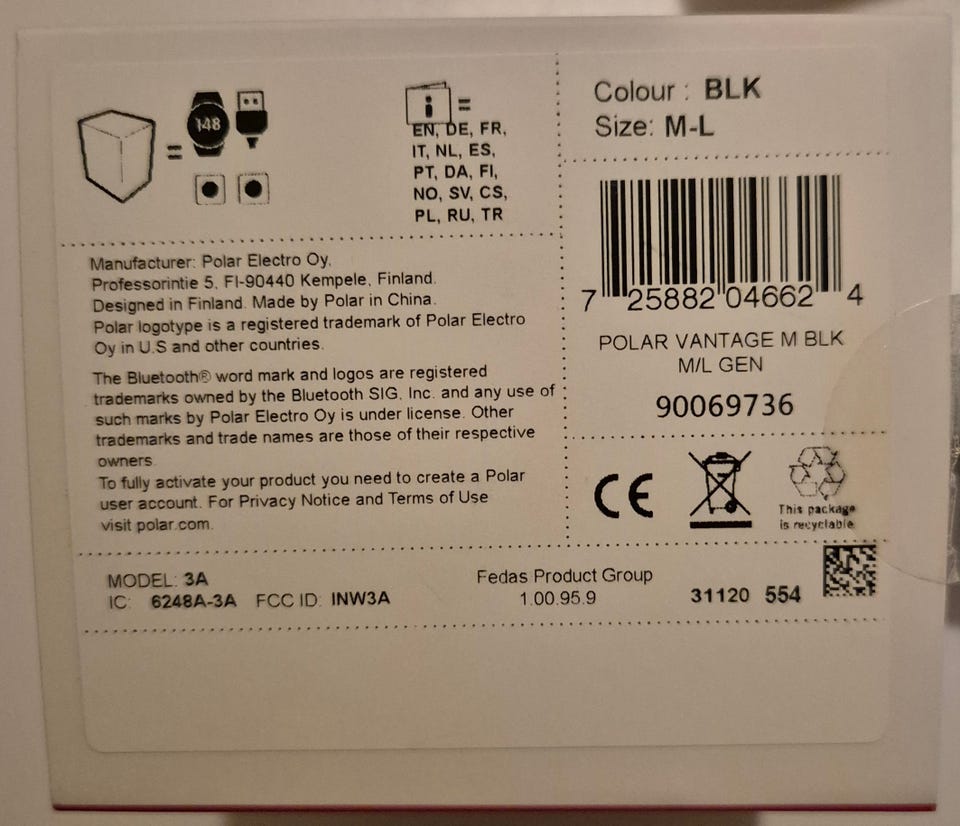 148
EN, DE, FR,
IT, NL, ES,
PT, DA, FI,
NO, SV, CS,
PL, RU, TR
Colour : BLK
Size: M-L
7 25882 04662 4
POLAR VANTAGE M BLK
M/L GEN
90069736
Manufacturer: Polar Electro Oy,
Professorintie 5, FI-90440 Kempele, Finland.
Designed in Finland. Made by Polar in China.
Polar logotype is a registered trademark of Polar Electro
Oy in U.S and other countries.
The Bluetooth® word mark and logos are registered
trademarks owned by the Bluetooth SIG, Inc. and any use of
such marks by Polar Electro Oy is under license. Other
trademarks and trade names are those of their respective
owners.
To fully activate your product you need to create a Polar
user account. For Privacy Notice and Terms of Use
visit polar.com.
CE
This package
is recyclable
MODEL: 3A
IC: 6248A-3A FCC ID: INW3A
Fedas Product Group
1.00.95.9
31120 554